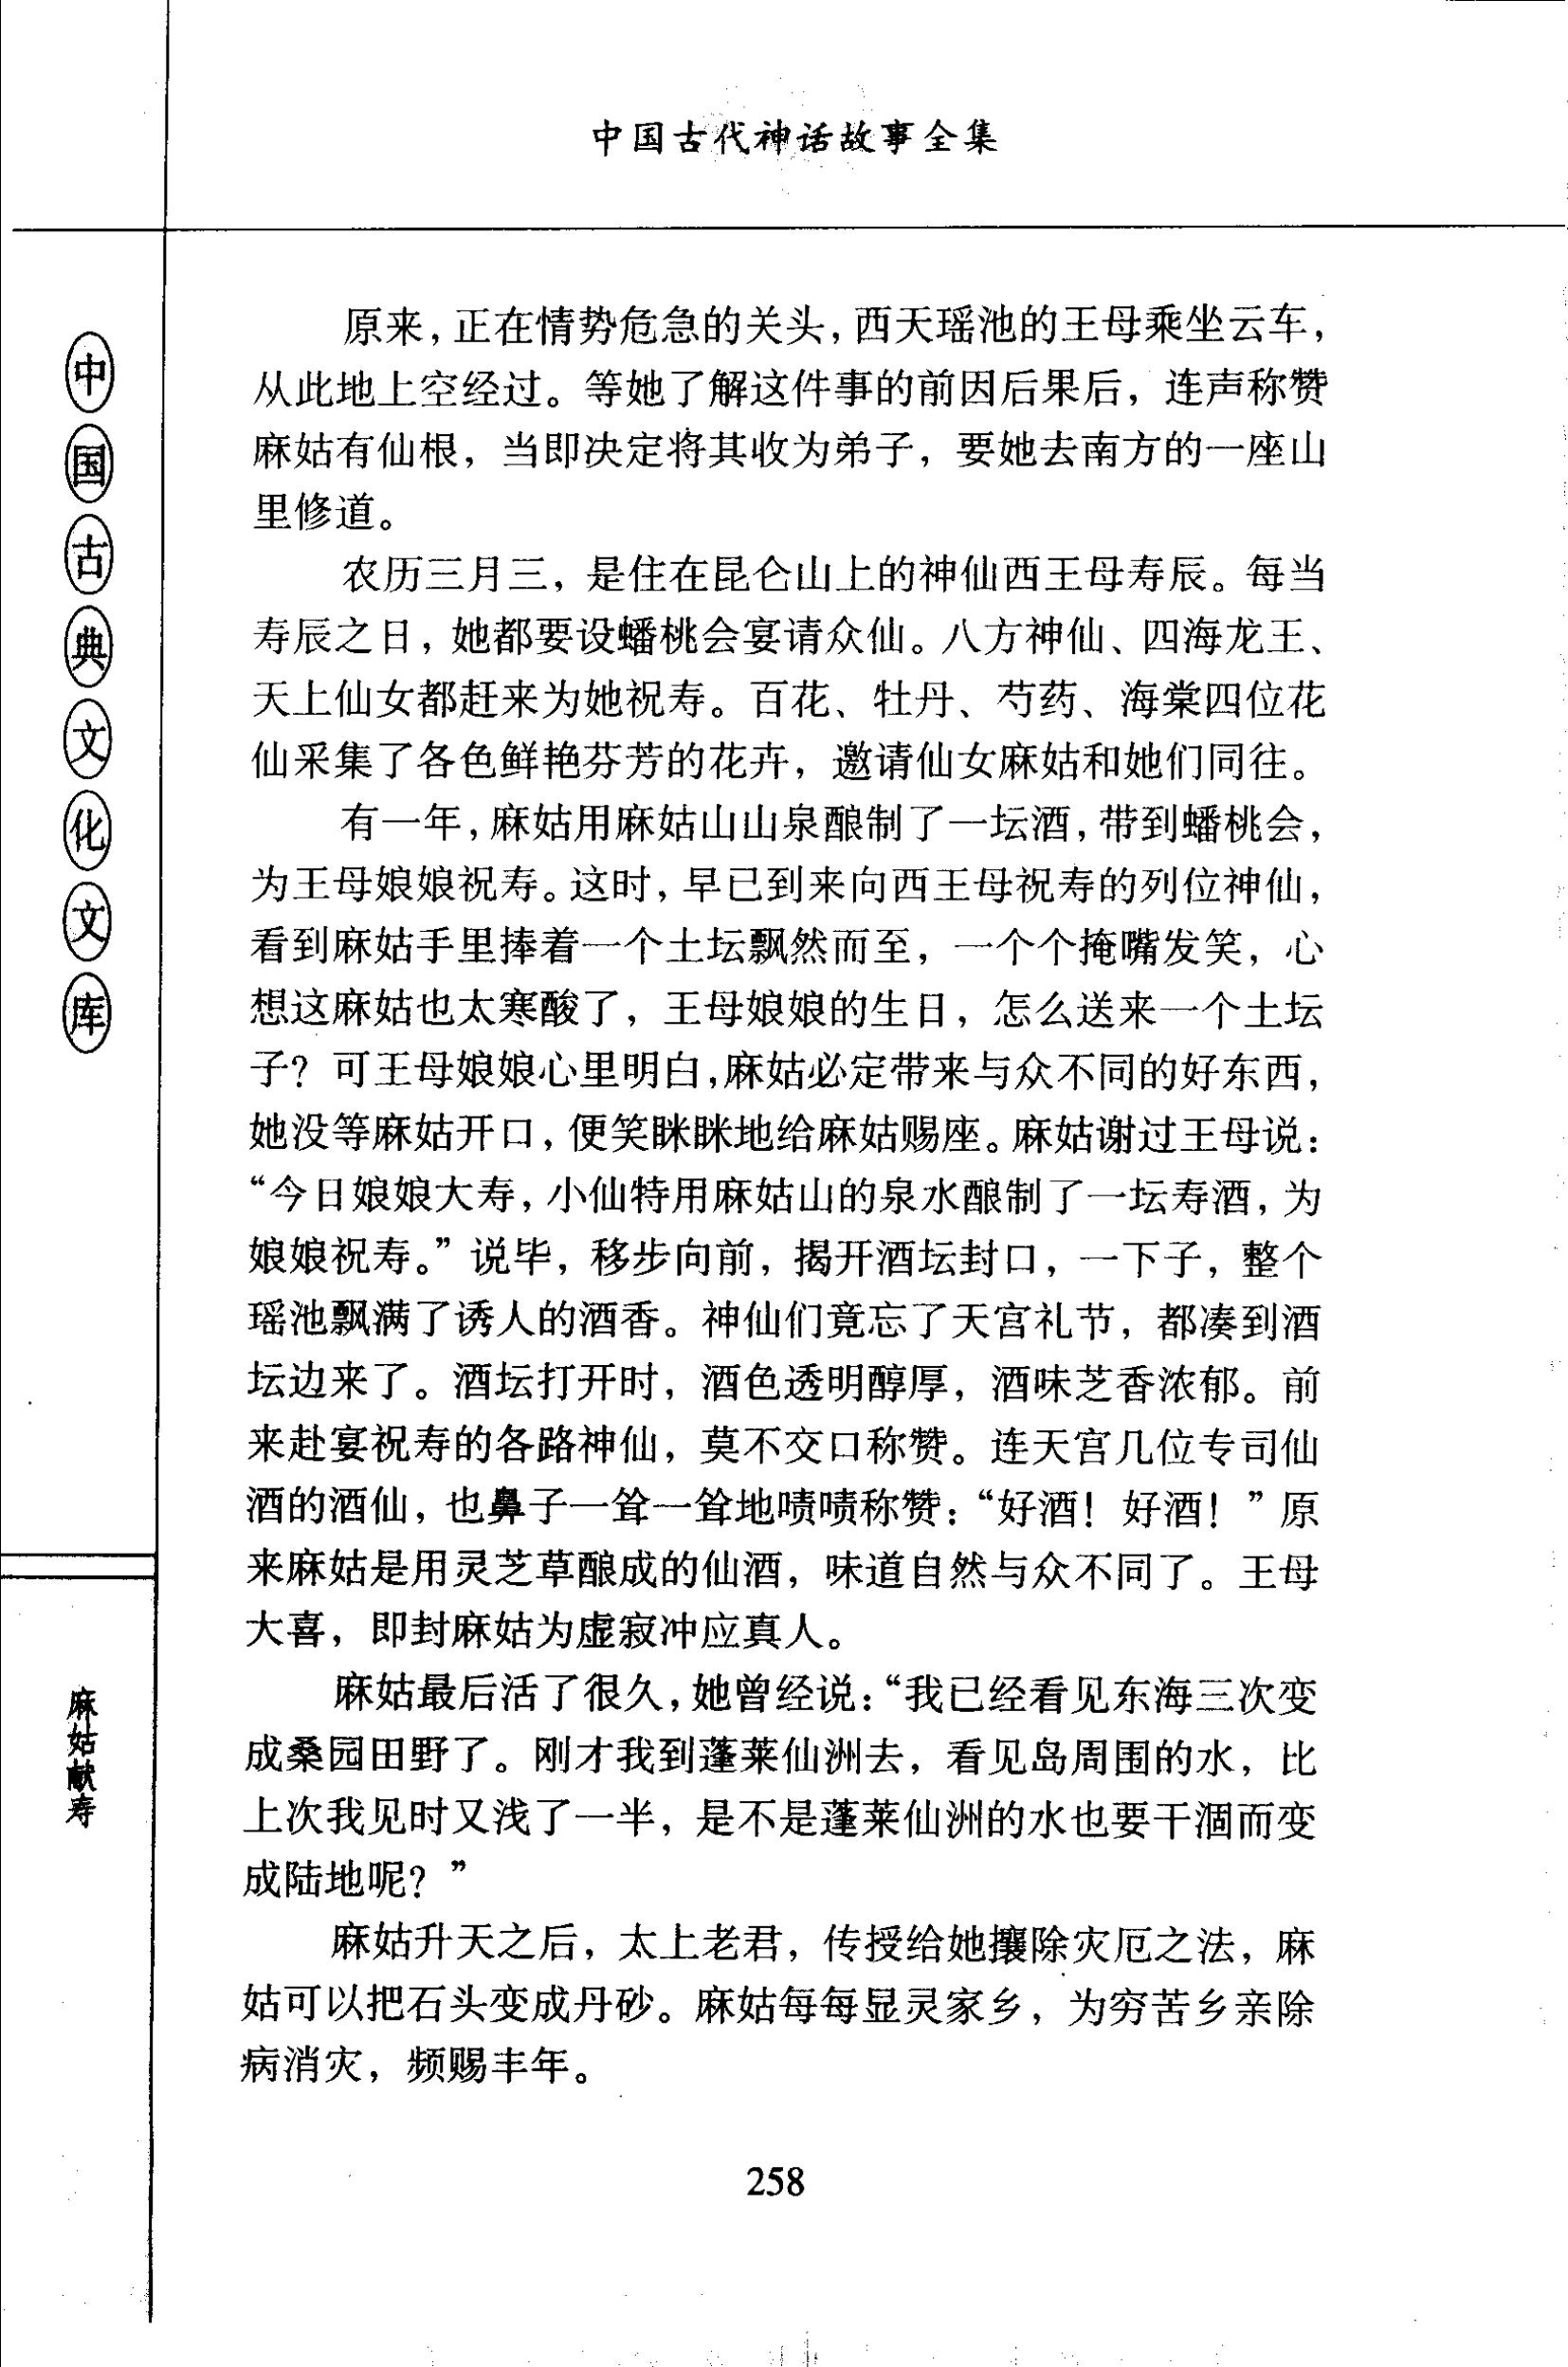 中国古代神话故事全集
中国古典文化文库
麻姑献寿
原来，正在情势危急的关头，西天瑶池的王母乘坐云车，
从此地上空经过。等她了解这件事的前因后果后，连声称赞
麻姑有仙根，当即决定将其收为弟子，要她去南方的一座山
里修道。
农历三月三，是住在昆仑山上的神仙西王母寿辰。每当
寿辰之日，她都要设蟠桃会宴请众仙。八方神仙、四海龙王、
天上仙女都赶来为她祝寿。百花、牡丹、芍药、海棠四位花
仙采集了各色鲜艳芬芳的花卉，邀请仙女麻姑和她们同往。
有一年，麻姑用麻姑山山泉酿制了一坛酒，带到蟠桃会，
为王母娘娘祝寿。这时，早已到来向西王母祝寿的列位神仙，
看到麻姑手里捧着一个土坛飘然而至，一个个掩嘴发笑，心
想这麻姑也太寒酸了，王母娘娘的生日，怎么送来一个土坛
子？可王母娘娘心里明白，麻姑必定带来与众不同的好东西，
她没等麻姑开口，便笑眯眯地给麻姑赐座。麻姑谢过王母说：
“今日娘娘大寿，小仙特用麻姑山的泉水酿制了一坛寿酒，为
娘娘祝寿。”说毕，移步向前，揭开酒坛封口，一下子，整个
瑶池飘满了诱人的酒香。神仙们竟忘了天宫礼节，都凑到酒
坛边来了。酒坛打开时，酒色透明醇厚，酒味芝香浓郁。前
来赴宴祝寿的各路神仙，莫不交口称赞。连天宫几位专司仙
酒的酒仙，也鼻子一耸一耸地啧啧称赞：“好酒！好酒！”原
来麻姑是用灵芝草酿成的仙酒，味道自然与众不同了。王母
大喜，即封麻姑为虚寂冲应真人。
麻姑最后活了很久，她曾经说：“我已经看见东海三次变
成桑园田野了。刚才我到蓬莱仙洲去，看见岛周围的水，比
上次我见时又浅了一半，是不是蓬莱仙洲的水也要干涸而变
成陆地呢？”
麻姑升天之后，太上老君，传授给她攘除灾厄之法，麻
姑可以把石头变成丹砂。麻姑每每显灵家乡，为穷苦乡亲除
病消灾，频赐丰年。
258